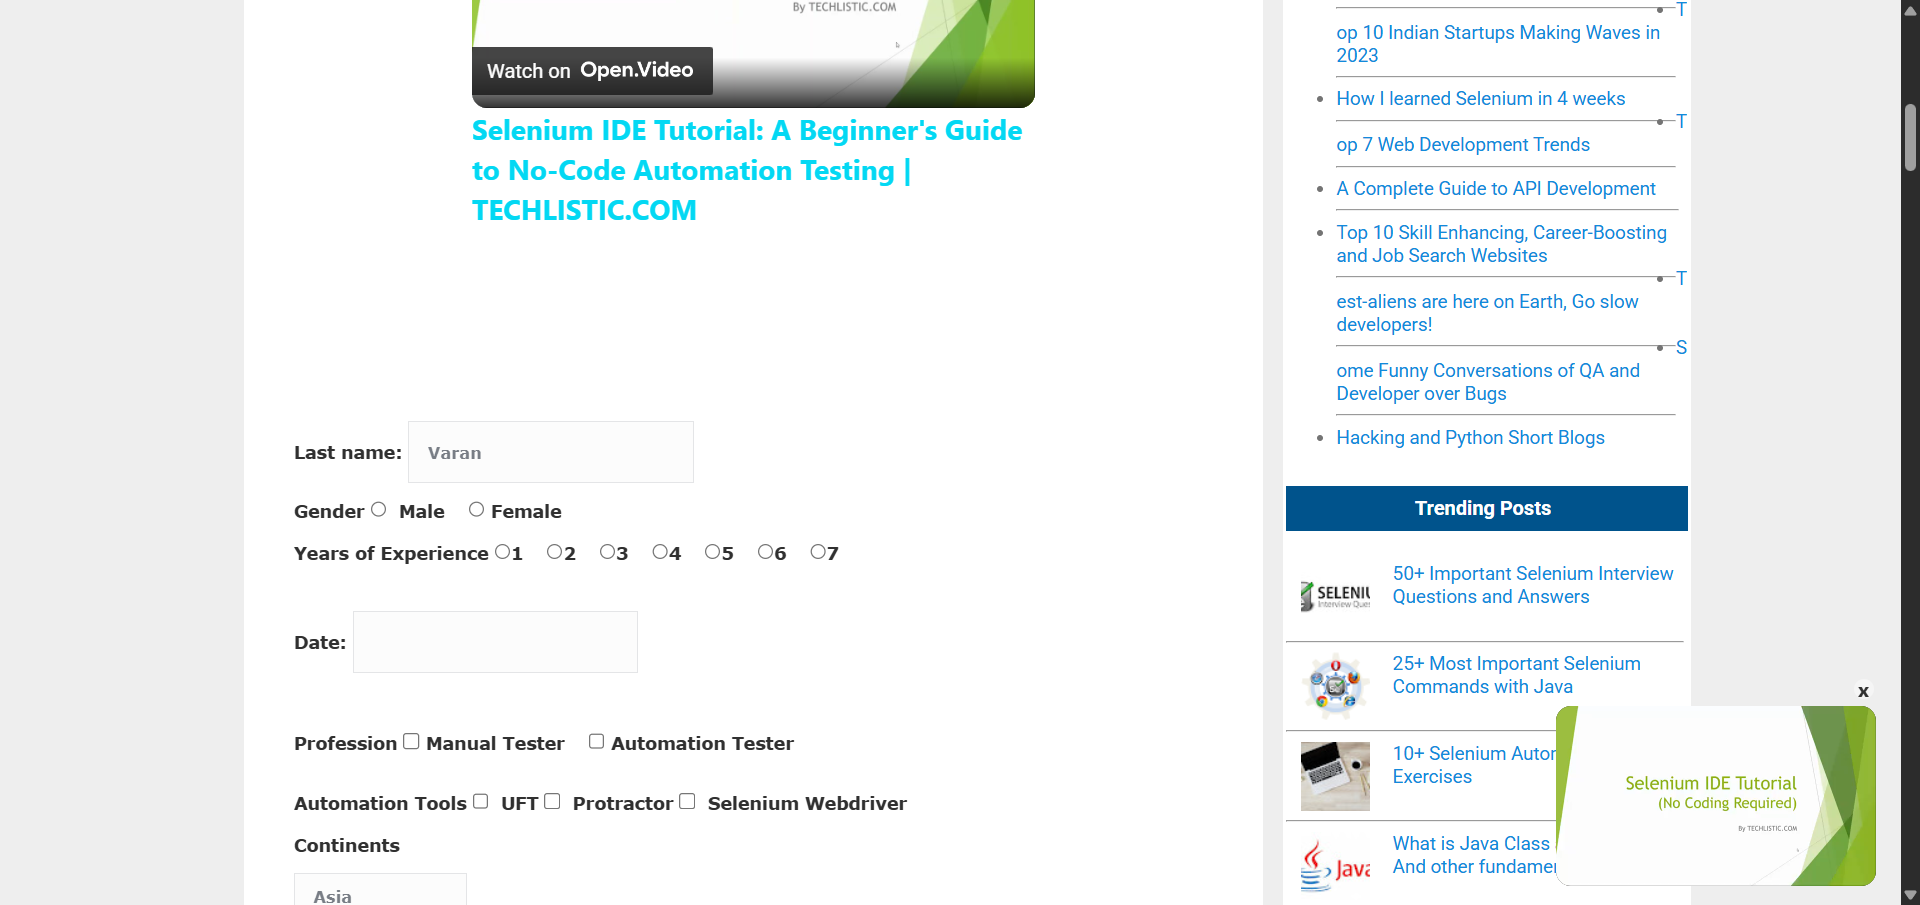 By TECHLISTIC.COM
Watch on Open.Video
Selenium IDE Tutorial: A Beginner's Guide
to No-Code Automation Testing |
TECHLISTIC.COM
Last name: Varan
Gender Male Female
Years of Experience 1 2 3 4 5 6 7
Date:
Profession Manual Tester Automation Tester
Automation Tools UFT Protractor Selenium Webdriver
Continents
Asia
T
op 10 Indian Startups Making Waves in
2023
How I learned Selenium in 4 weeks
T
op 7 Web Development Trends
A Complete Guide to API Development
Top 10 Skill Enhancing, Career-Boosting
and Job Search Websites
T
est-aliens are here on Earth, Go slow
developers!
S
ome Funny Conversations of QA and
Developer over Bugs
Hacking and Python Short Blogs
Trending Posts
SELENIU
Interview Ques
50+ Important Selenium Interview
Questions and Answers
25+ Most Important Selenium
Commands with Java
10+ Selenium Autor
Exercises
Java
What is Java Class
And other fundamer
x
Selenium IDE Tutorial
(No Coding Required)
By TECHLISTIC.COM